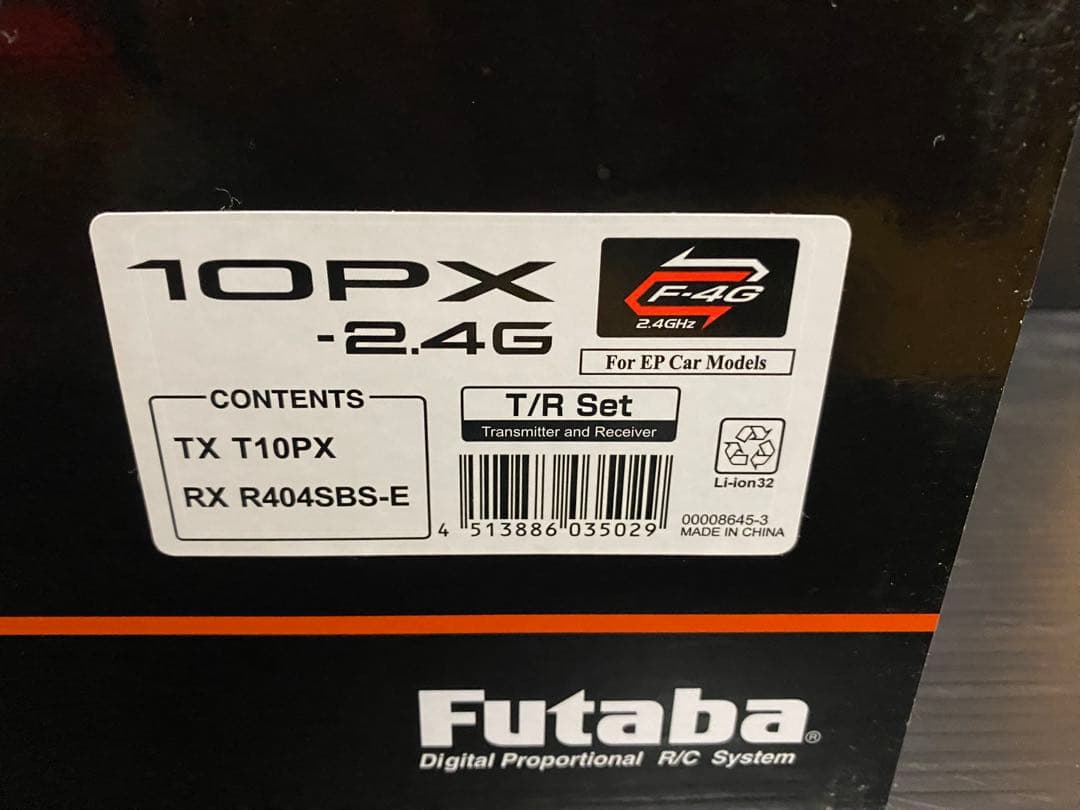 10PX
-2.4G
F-4G
2.4GHz
For EP Car Models
CONTENTS
TX T10PX
RX R404SBS-E
T/R Set
Transmitter and Receiver
4 513886 035029
Li-ion32
00008645-3
MADE IN CHINA
Futaba®
Digital Proportional R/C System